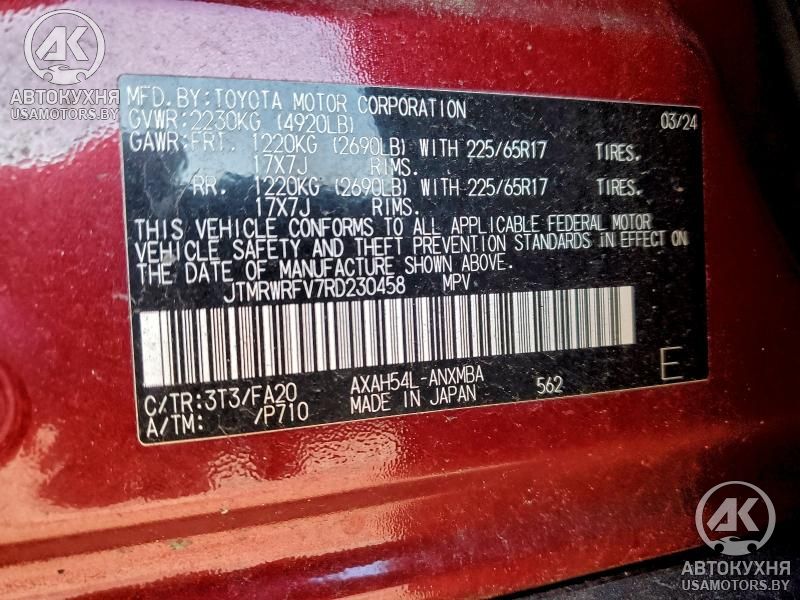 АК
АВТОКУХНЯ
USAMOTORS.BY
MFD.BY:TOYOTA MOTOR CORPORATION
03/24
GVWR:2230KG (4920LB)
GAWR:FRT. 1220KG (2690LB) WITH 225/65R17 TIRES.
17X7J RIMS.
RR. 1220KG (2690LB) WITH 225/65R17 TIRES.
17X7J RIMS.
THIS VEHICLE CONFORMS TO ALL APPLICABLE FEDERAL MOTOR
VEHICLE SAFETY AND THEFT PREVENTION STANDARDS IN EFFECT ON
THE DATE OF MANUFACTURE SHOWN ABOVE.
JTMRWRFV7RD230458 MPV
C/TR:3T3/FA20 AXAH54L-ANXMBA 562 E
A/TM: /P710 MADE IN JAPAN
АК
АВТОКУХНЯ
USAMOTORS.BY